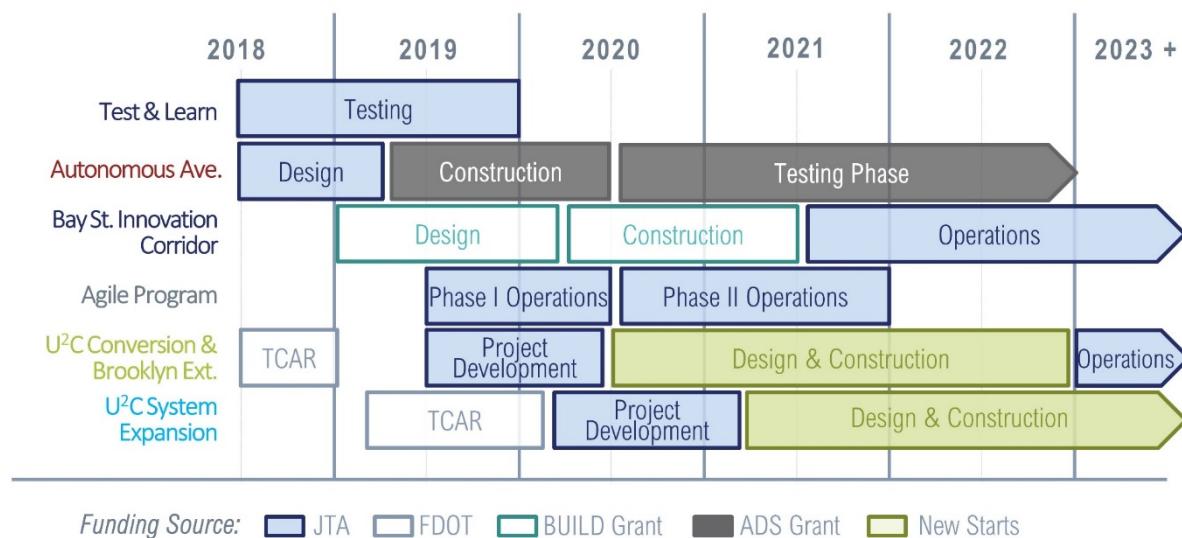 2018 2019 2020 2021 2022 2023 +
Test & Learn Testing
Autonomous Ave. Design Construction Testing Phase
Bay St. Innovation
Corridor Design Construction Operations
Agile Program Phase I Operations Phase II Operations
U²C Conversion &
Brooklyn Ext. TCAR Project
Development Design & Construction Operations
U²C System
Expansion TCAR Project
Development Design & Construction
Funding Source: JTA FDOT BUILD Grant ADS Grant New Starts